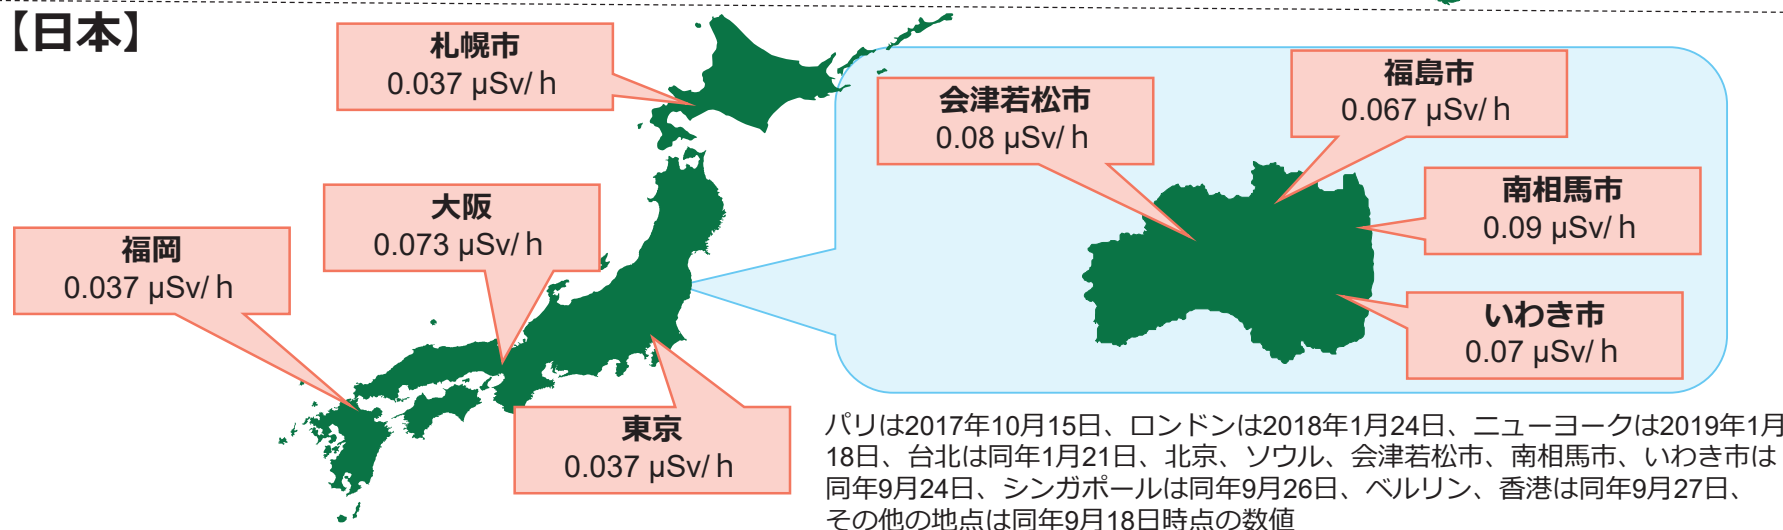 【日本】
札幌市
0.037 μSv/ｈ
大阪
0.073 μSv/ｈ
福岡
0.037 μSv/ｈ
東京
0.037 μSv/ｈ
会津若松市
0.08 μSv/ｈ
福島市
0.067 μSv/ｈ
南相馬市
0.09 μSv/ｈ
いわき市
0.07 μSv/ｈ
パリは2017年10月15日、ロンドンは2018年1月24日、ニューヨークは2019年1月
18日、台北は同年1月21日、北京、ソウル、会津若松市、南相馬市、いわき市は
同年9月24日、シンガポールは同年9月26日、ベルリン、香港は同年9月27日、
その他の地点は同年9月18日時点の数値